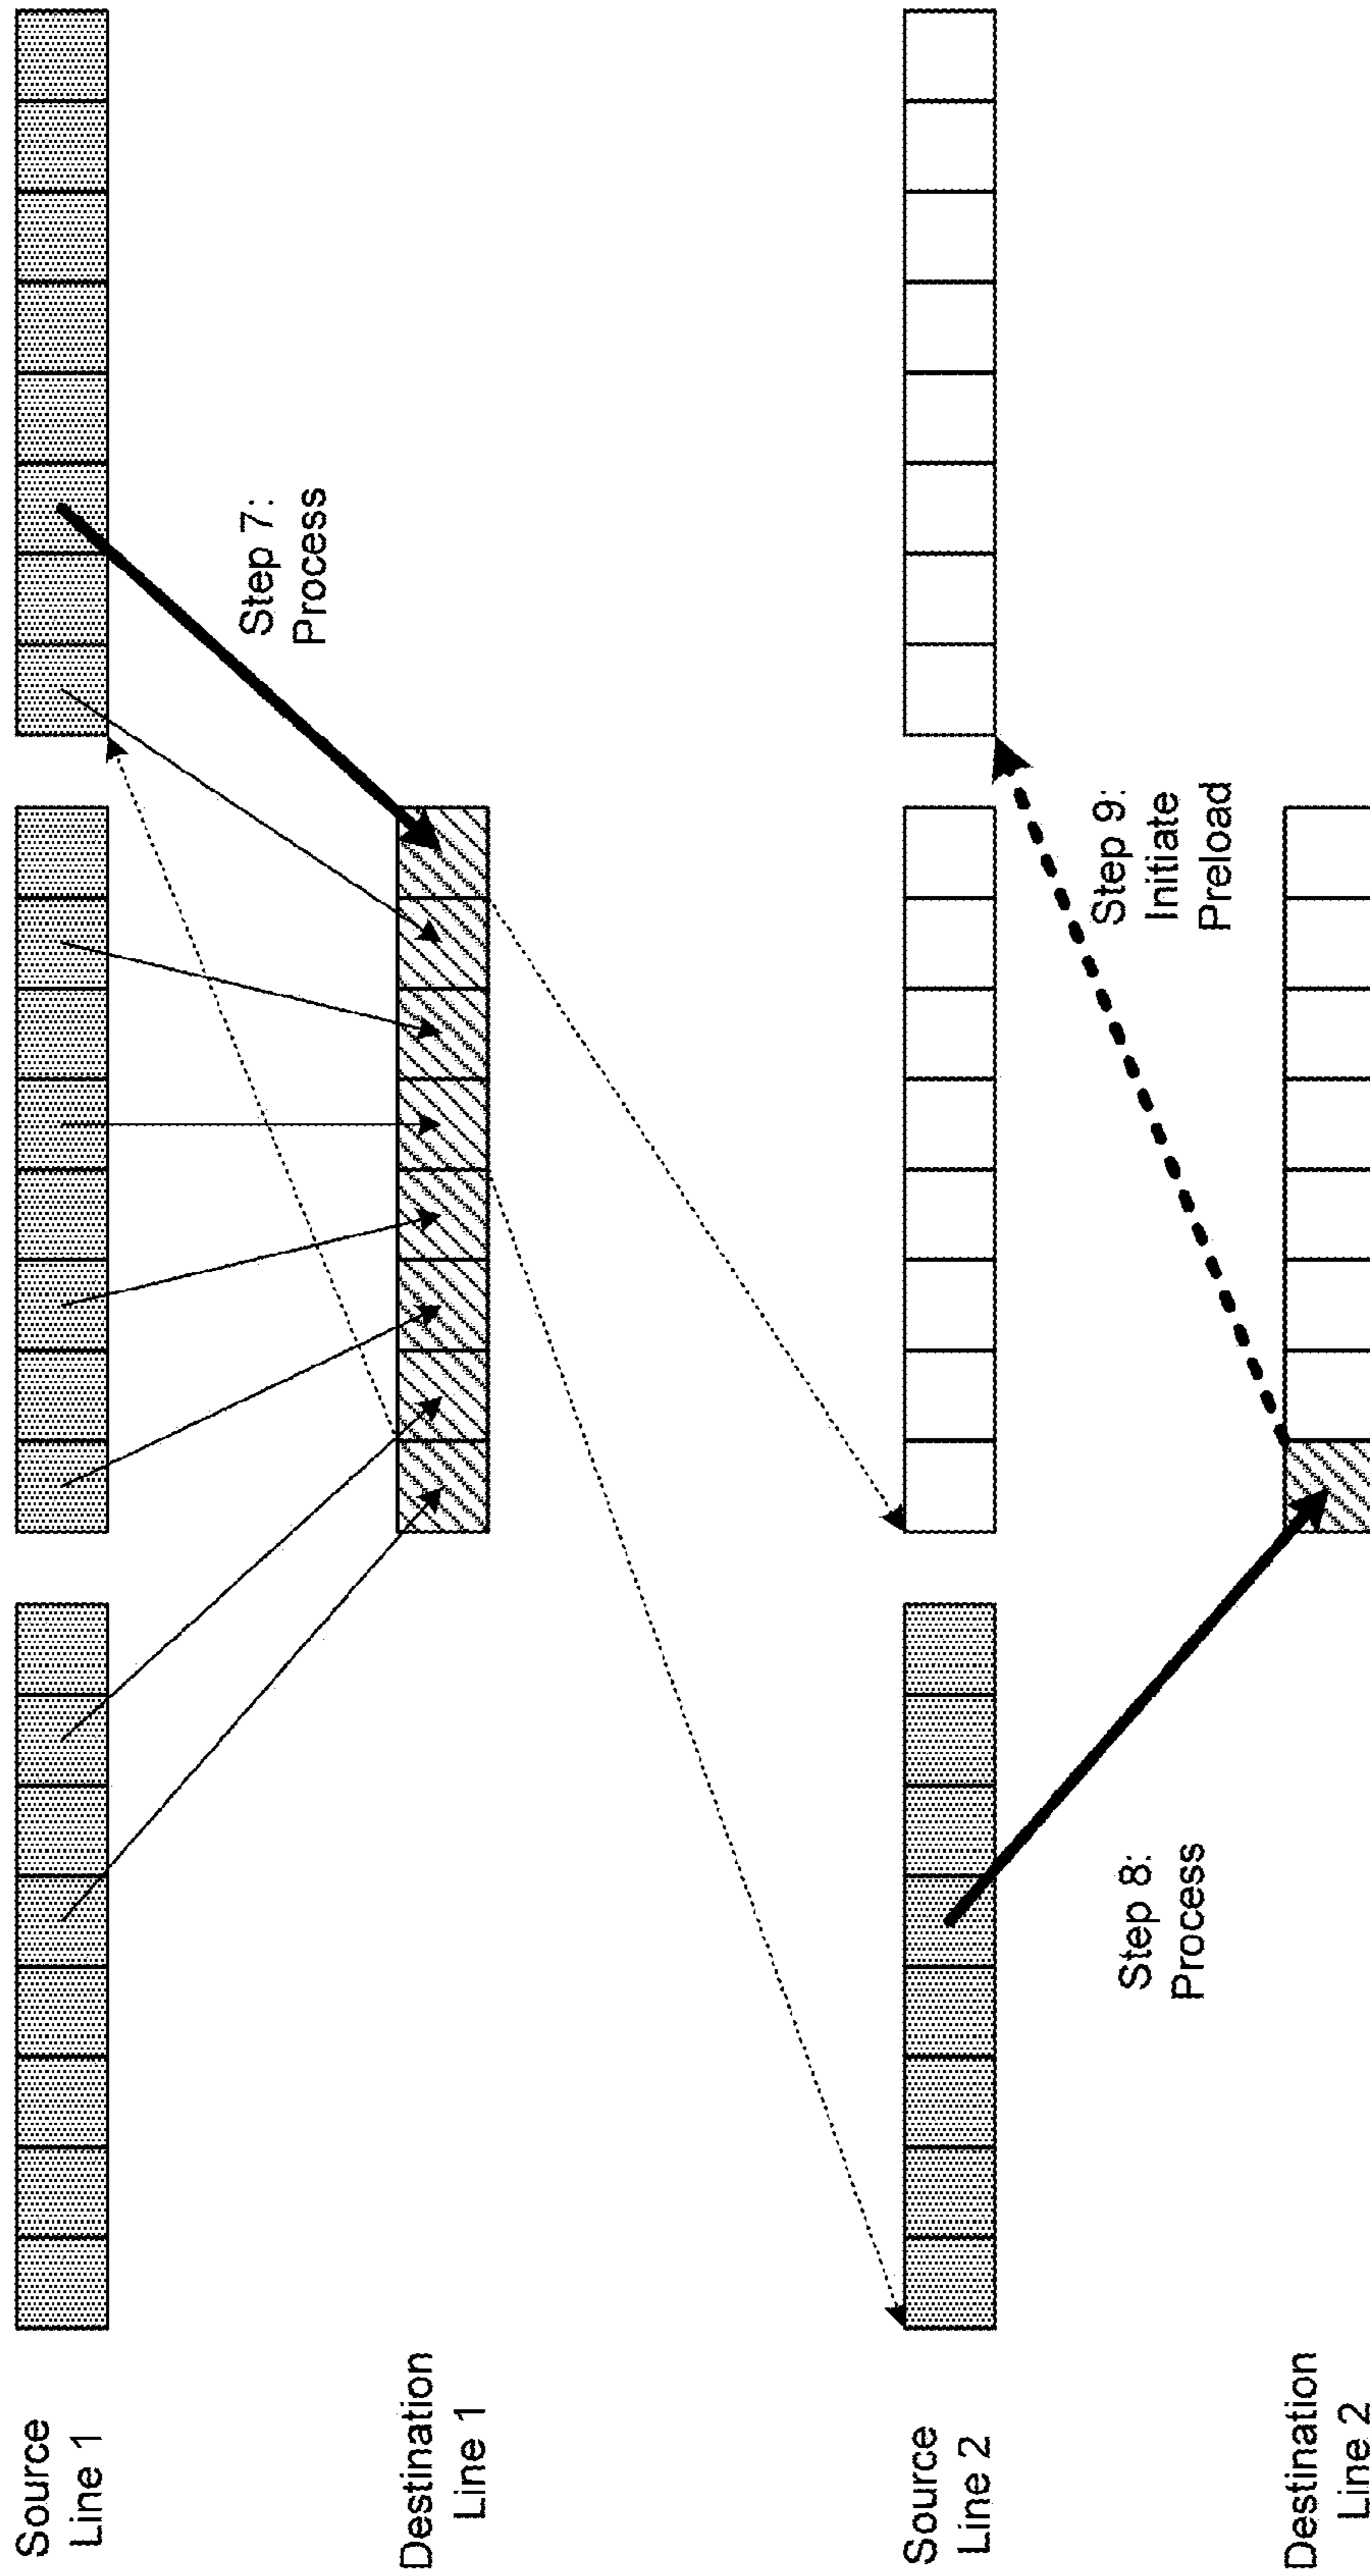 Source
Line 1
Step 7:
Process
Destination
Line 1
Source
Line 2
Step 9:
Initiate
Preload
Step 8:
Process
Destination
Line 2